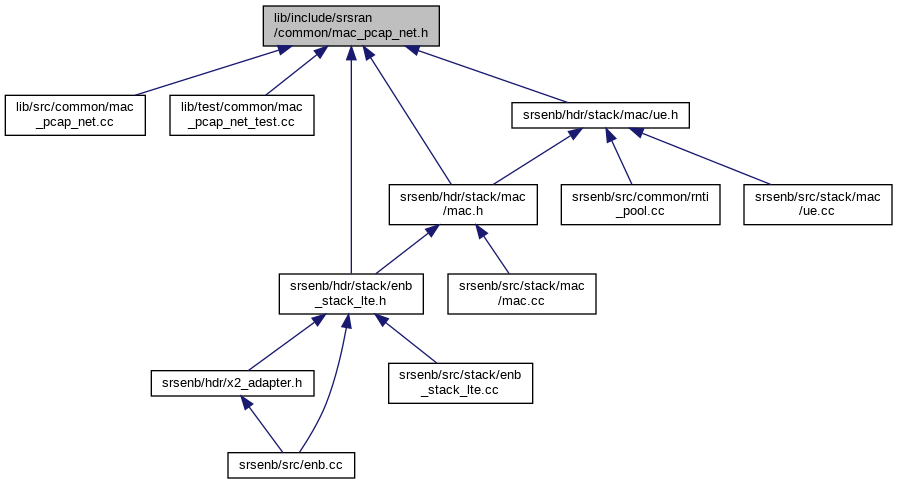 lib/include/srsran
/common/mac_pcap_net.h
lib/src/common/mac
_pcap_net.cc
lib/test/common/mac
_pcap_net_test.cc
srsenb/hdr/stack/mac/ue.h
srsenb/hdr/stack/mac
/mac.h
srsenb/src/common/rnti
_pool.cc
srsenb/src/stack/mac
/ue.cc
srsenb/hdr/stack/enb
_stack_lte.h
srsenb/src/stack/mac
/mac.cc
srsenb/hdr/x2_adapter.h
srsenb/src/stack/enb
_stack_lte.cc
srsenb/src/enb.cc